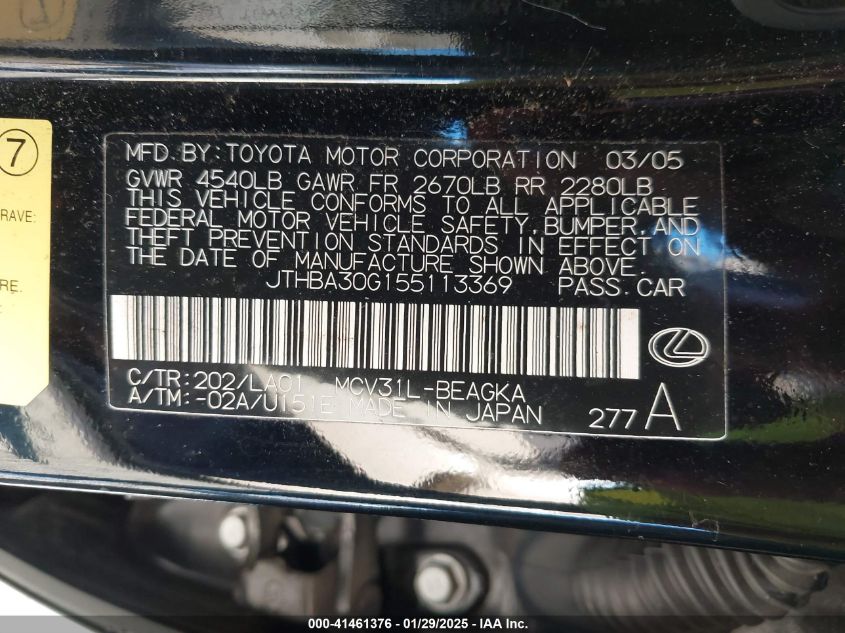 7
RAVE:
RE.
MFD BY: TOYOTA MOTOR CORPORATION 03/05
GVWR 4540LB GAWR FR 2670LB RR 2280LB
THIS VEHICLE CONFORMS TO ALL APPLICABLE
FEDERAL MOTOR VEHICLE SAFETY, BUMPER, AND
THEFT PREVENTION STANDARDS IN EFFECT ON
THE DATE OF MANUFACTURE SHOWN ABOVE.
JTHBA30G155113369 PASS.CAR
C/TR:202/LA01 MCV31L-BEAGKA
A/TM:-02A/U151E MADE IN JAPAN 277 A
000-41461376 - 01/29/2025 - IAA Inc.